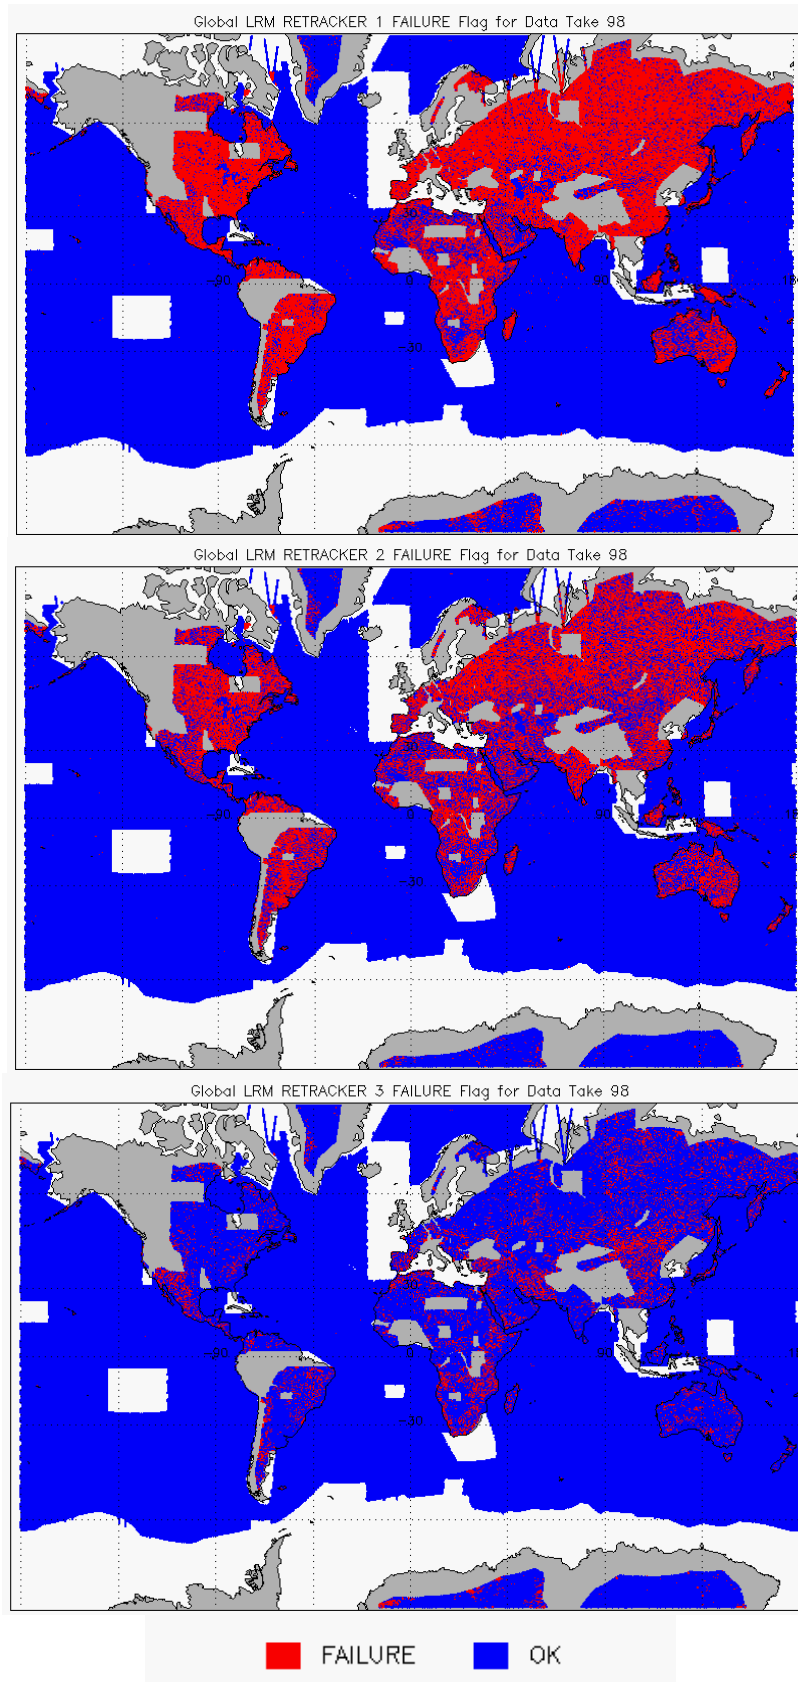 Global LRM RETRACKER 1 FAILURE Flag for Data Take 98
30
-90
0
-30
Global LRM RETRACKER 2 FAILURE Flag for Data Take 98
30
-90
0
90
-30
Global LRM RETRACKER 3 FAILURE Flag for Data Take 98
-90
90
-30
FAILURE
OK